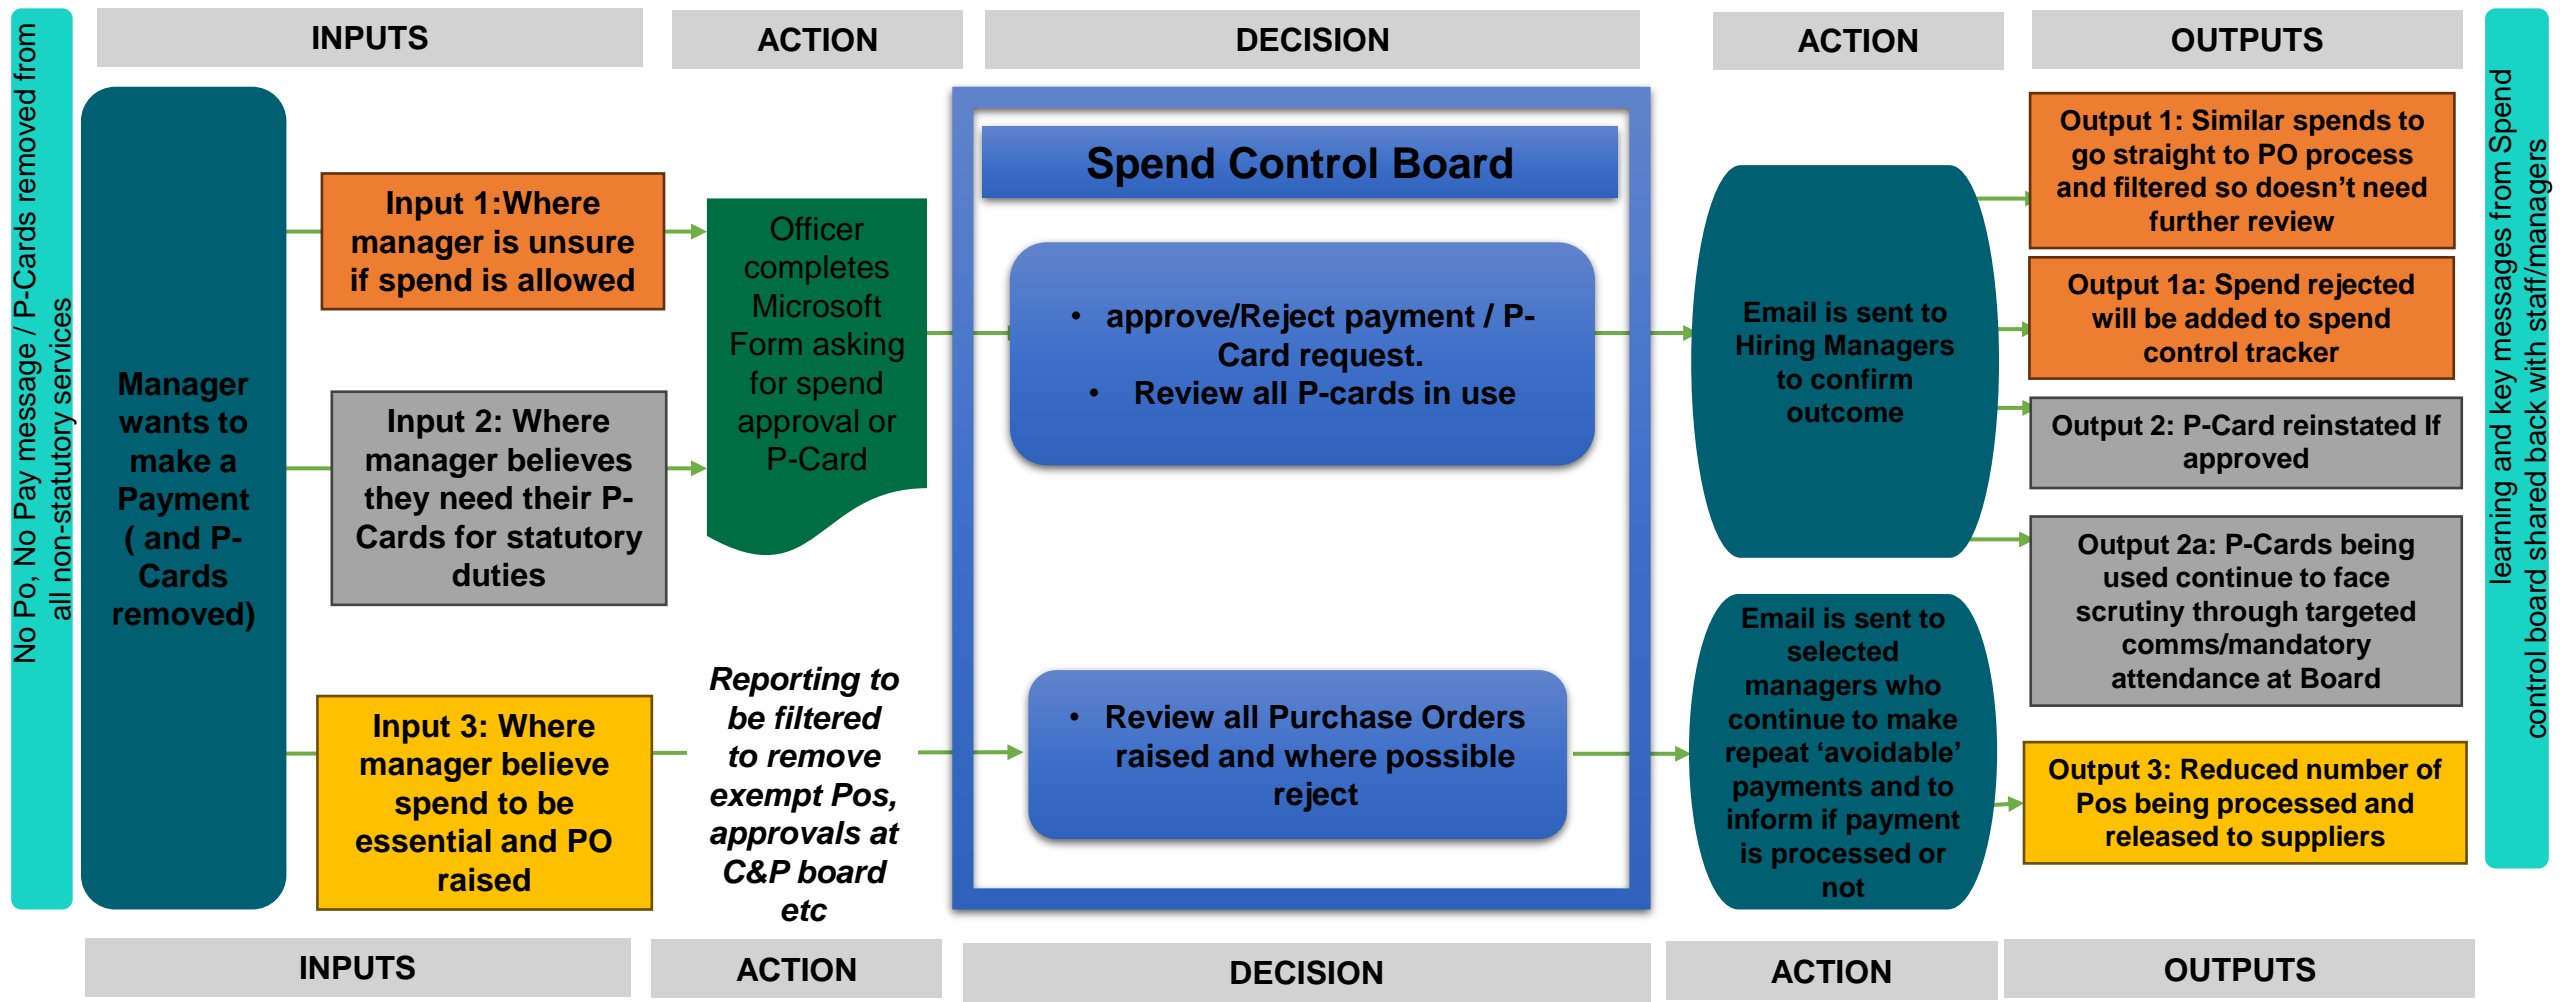 INPUTS
ACTION
DECISION
ACTION
OUTPUTS
No Po, No Pay message / P-Cards removed from
all non-statutory services
Manager
wants to
make a
Payment
( and P-
Cards
removed)
Input 1:Where
manager is unsure
if spend is allowed
Input 2: Where
manager believes
they need their P-
Cards for statutory
duties
Input 3: Where
manager believe
spend to be
essential and PO
raised
Officer
completes
Microsoft
Form asking
for spend
approval or
P-Card
Reporting to
be filtered
to remove
exempt Pos,
approvals at
C&P board
etc
Spend Control Board
• approve/Reject payment / P-
Card request.
• Review all P-cards in use
• Review all Purchase Orders
raised and where possible
reject
Email is sent to
Hiring Managers
to confirm
outcome
Email is sent to
selected
managers who
continue to make
repeat ‘avoidable’
payments and to
inform if payment
is processed or
not
Output 1: Similar spends to
go straight to PO process
and filtered so doesn’t need
further review
Output 1a: Spend rejected
will be added to spend
control tracker
Output 2: P-Card reinstated If
approved
Output 2a: P-Cards being
used continue to face
scrutiny through targeted
comms/mandatory
attendance at Board
Output 3: Reduced number of
Pos being processed and
released to suppliers
learning and key messages from Spend
control board shared back with staff/managers
INPUTS
ACTION
DECISION
ACTION
OUTPUTS